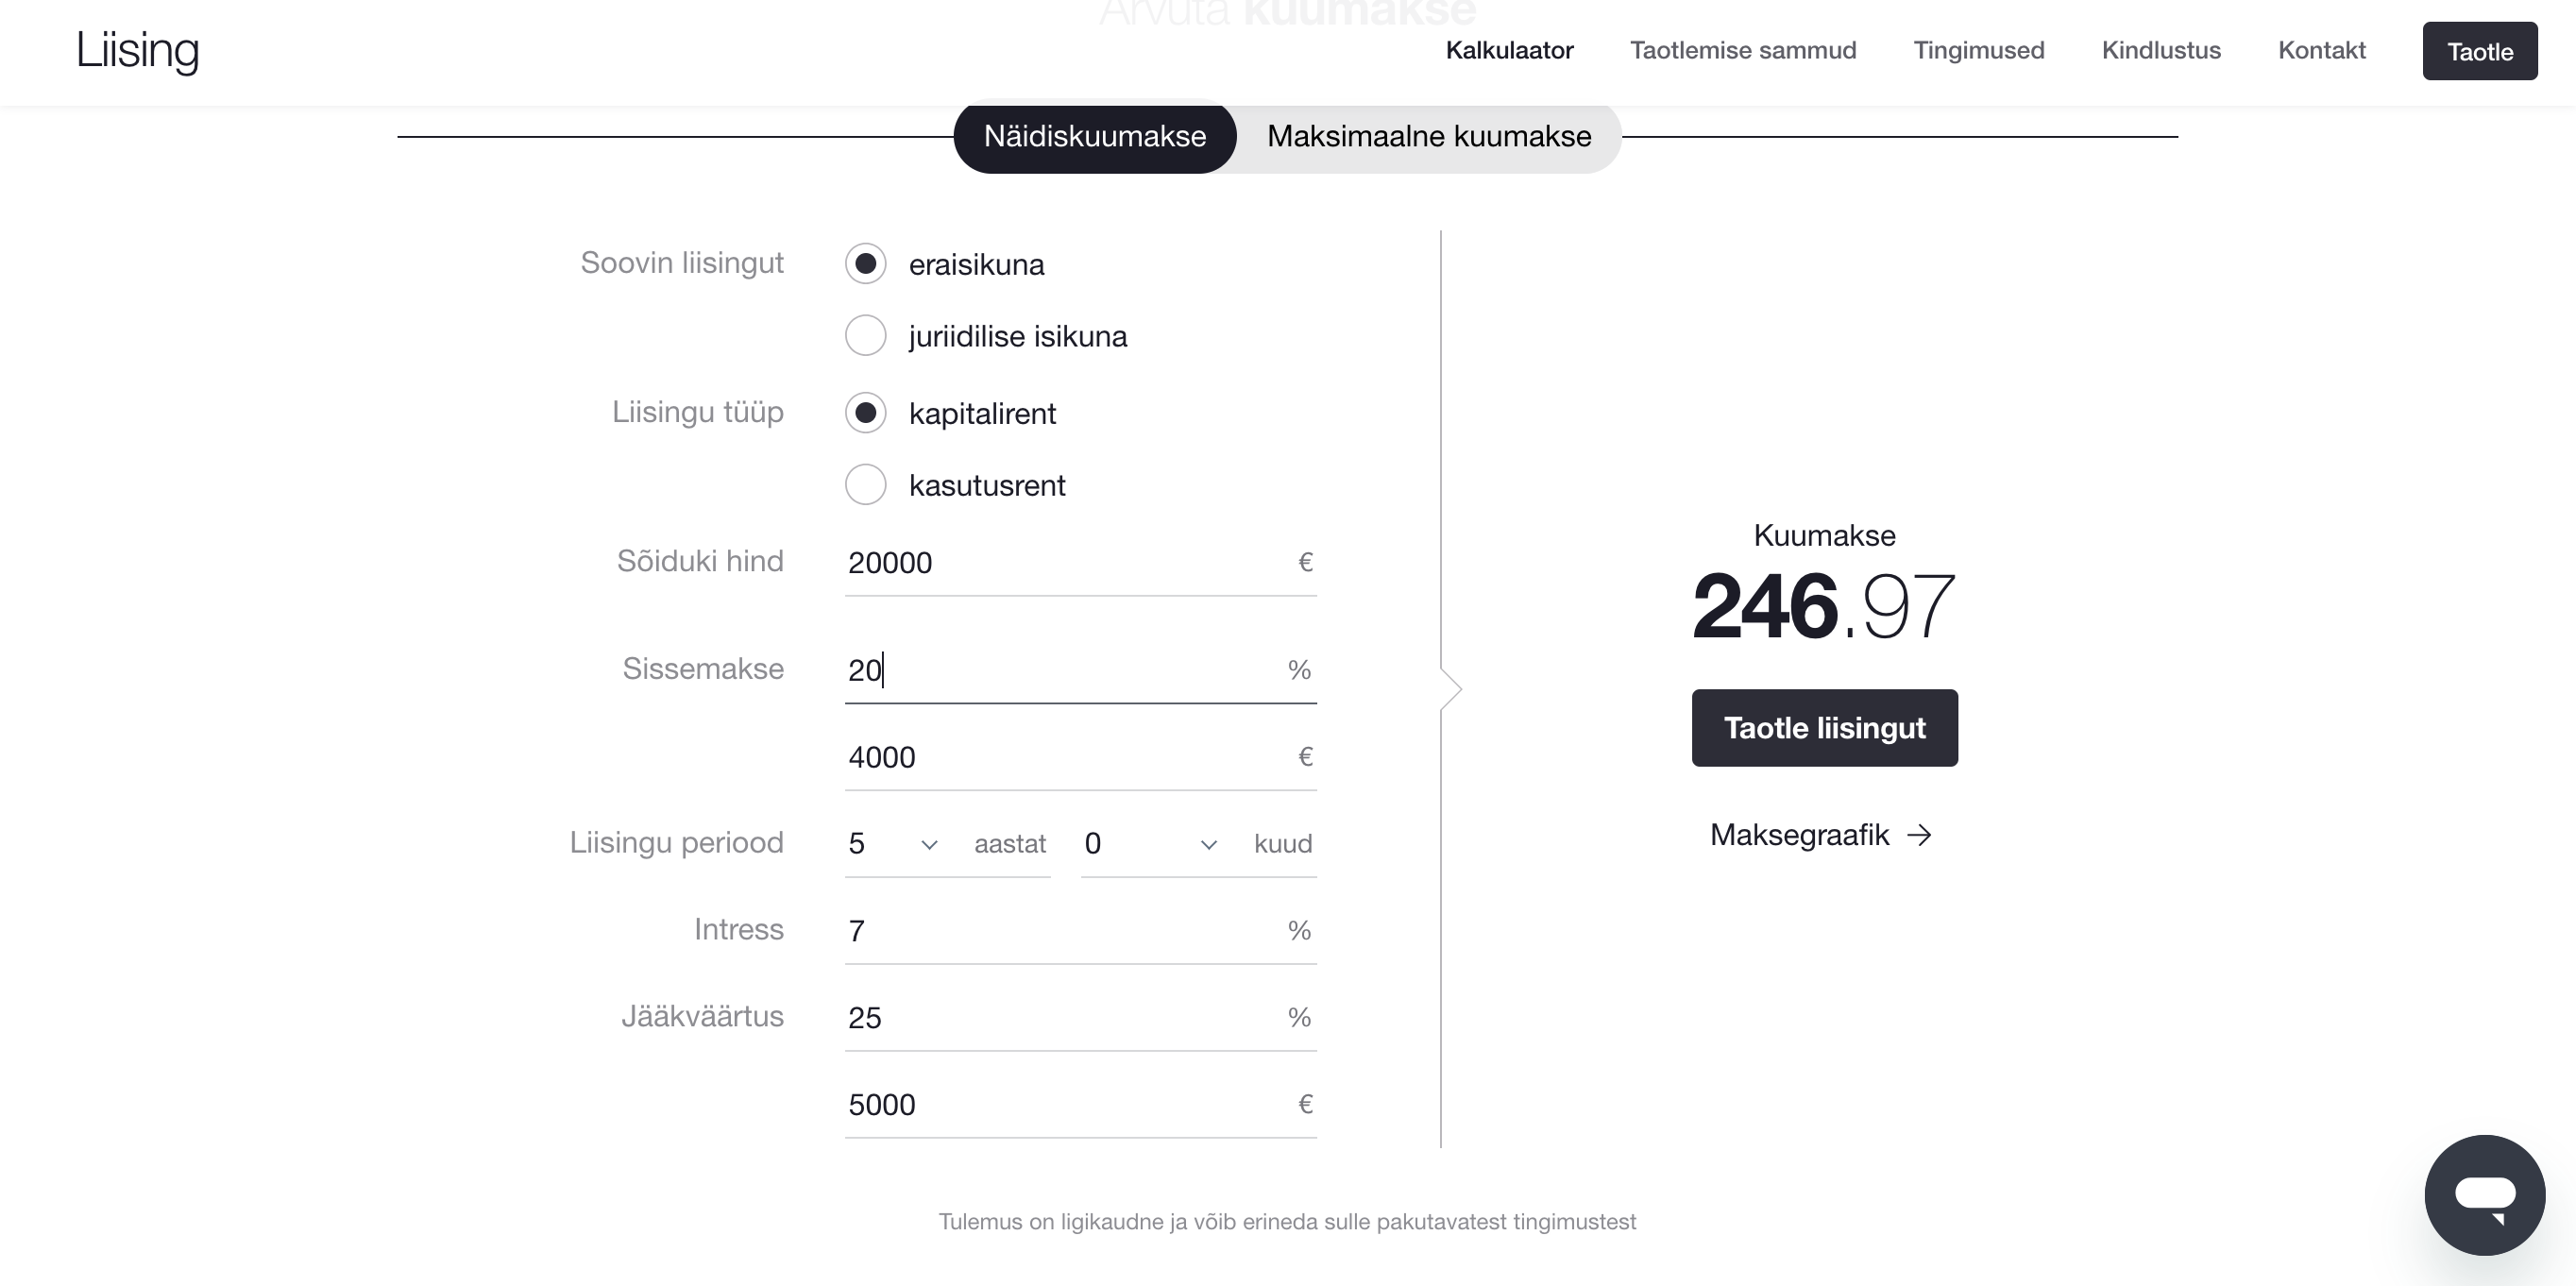 Arvuta kuumakse
Liising
Kalkulaator
Taotlemise sammud
Tingimused
Kindlustus
Kontakt
Taotle
Näidiskuumakse
Maksimaalne kuumakse
Soovin liisingut
eraisikuna
juriidilise isikuna
Liisingu tüüp
kapitalirent
kasutusrent
Sõiduki hind
20000 €
Sissemakse
20 %
4000 €
Liisingu periood
5 aastat 0 kuud
Intress
7 %
Jääkväärtus
25 %
5000 €
Kuumakse
246.97
Taotle liisingut
Maksegraafik →
Tulemus on ligikaudne ja võib erineda sulle pakutavatest tingimustest